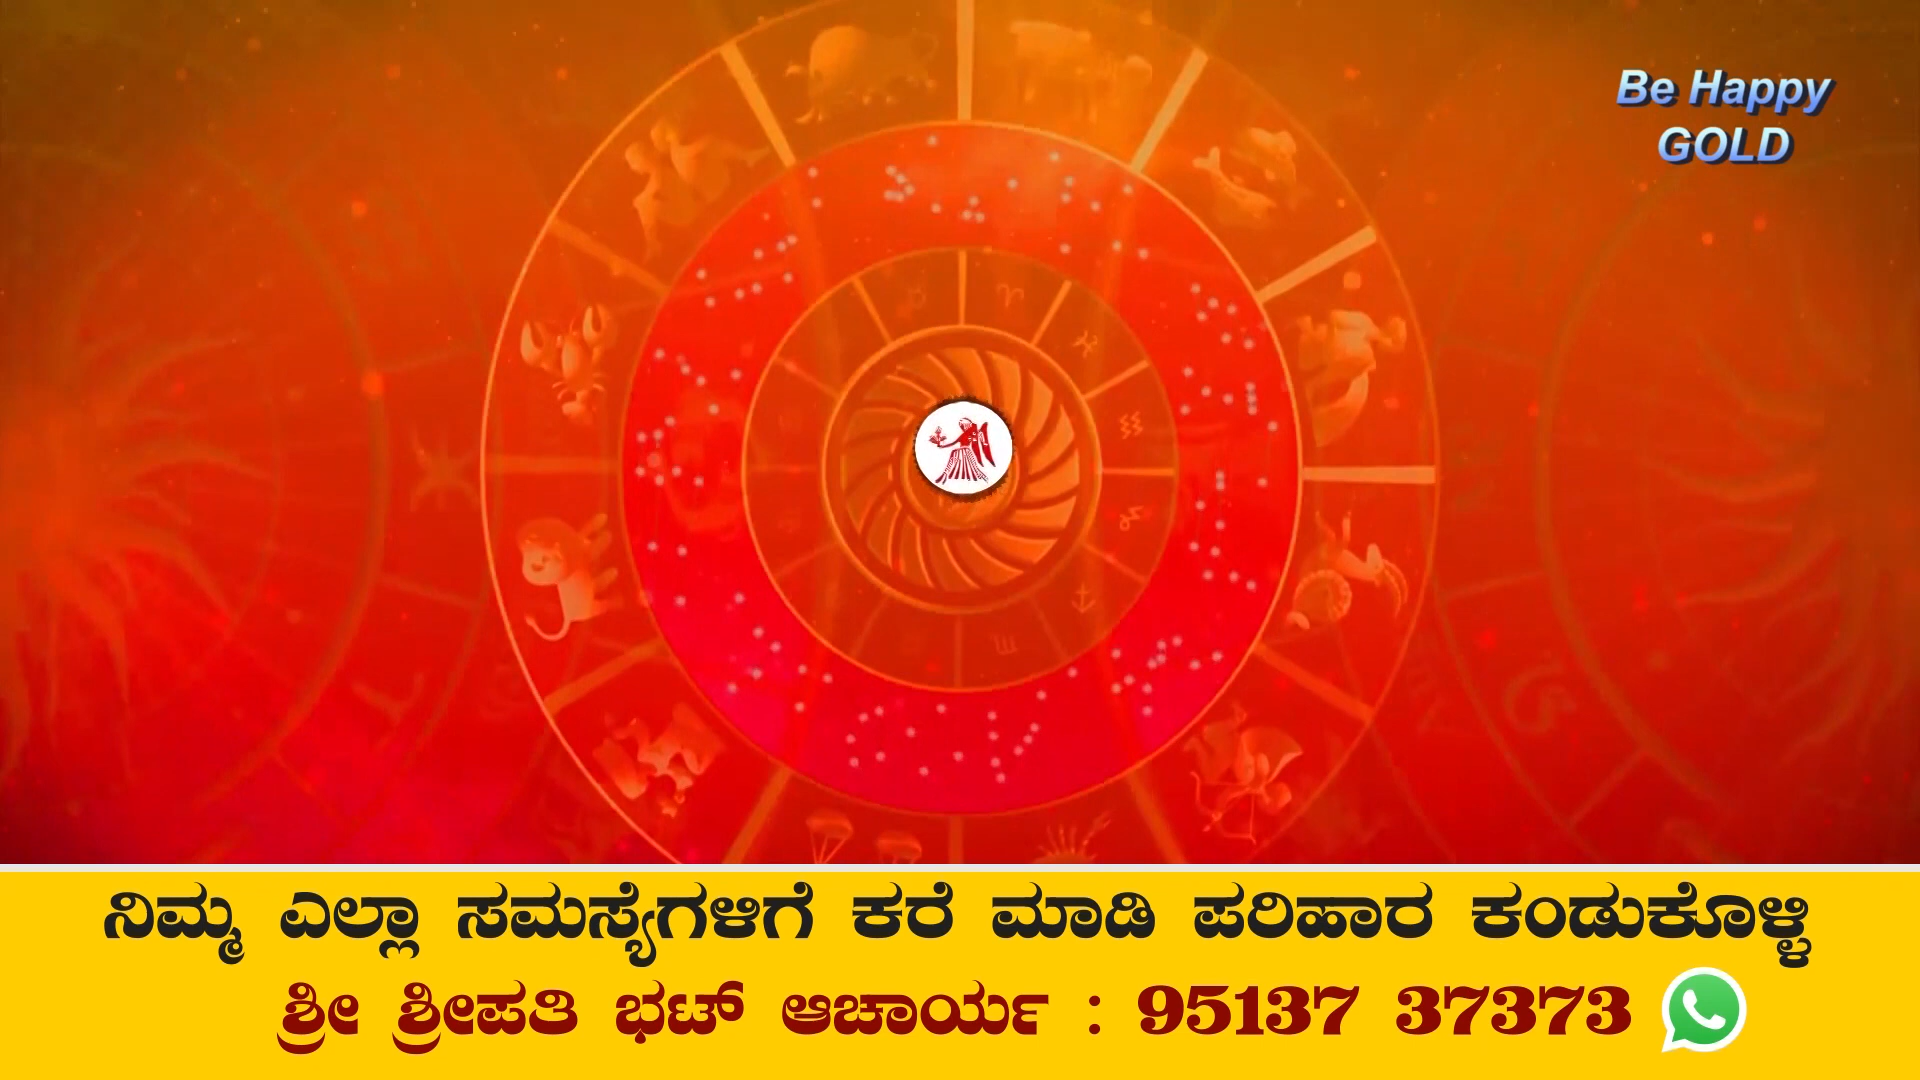 Be Happy
GOLD
ನಿಮ್ಮ ಎಲ್ಲಾ ಸಮಸ್ಯೆಗಳಿಗೆ ಕರೆ ಮಾಡಿ ಪರಿಹಾರ ಕಂಡುಕೊಳ್ಳಿ
ಶ್ರೀ ಶ್ರೀಪತಿ ಭಟ್ ಆಚಾರ್ಯ : 95137 37373